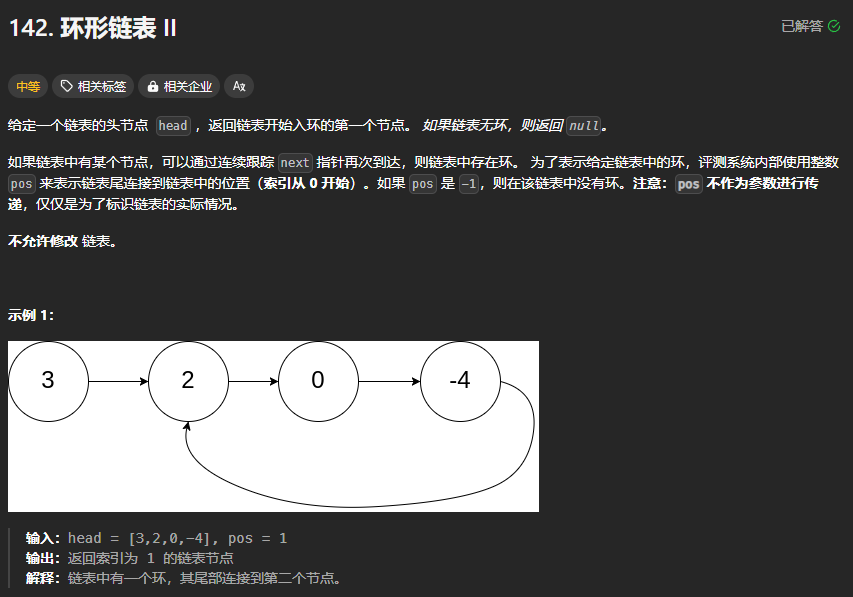 142. 环形链表 II
已解答
中等 相关标签 相关企业 Ax
给定一个链表的头节点 head ，返回链表开始入环的第一个节点。 如果链表无环，则返回 null。
如果链表中有某个节点，可以通过连续跟踪 next 指针再次到达，则链表中存在环。 为了表示给定链表中的环，评测系统内部使用整数
pos 来表示链表尾连接到链表中的位置（索引从 0 开始）。如果 pos 是 -1，则在该链表中没有环。注意：pos 不作为参数进行传
递，仅仅是为了标识链表的实际情况。
不允许修改 链表。
示例 1：
3 2 0 -4
输入：head = [3,2,0,-4], pos = 1
输出：返回索引为 1 的链表节点
解释：链表中有一个环，其尾部连接到第二个节点。